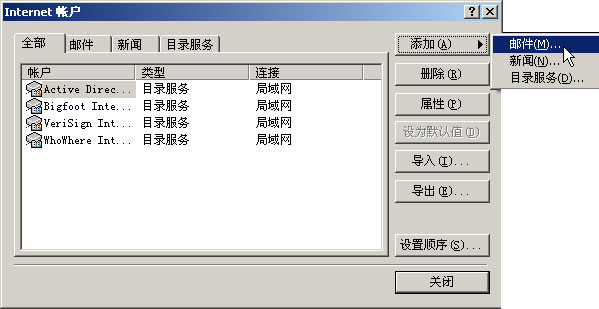 Internet 帐户
全部 邮件 新闻 目录服务
帐户 类型 连接
Active Direc... 目录服务 局域网
Bigfoot Inte... 目录服务 局域网
VeriSign Int... 目录服务 局域网
WhoWhere Int... 目录服务 局域网
添加(A)
删除(R)
属性(P)
设为默认值(D)
导入(I)...
导出(E)...
设置顺序(S)...
关闭
邮件(M)...
新闻(N)...
目录服务(D)...